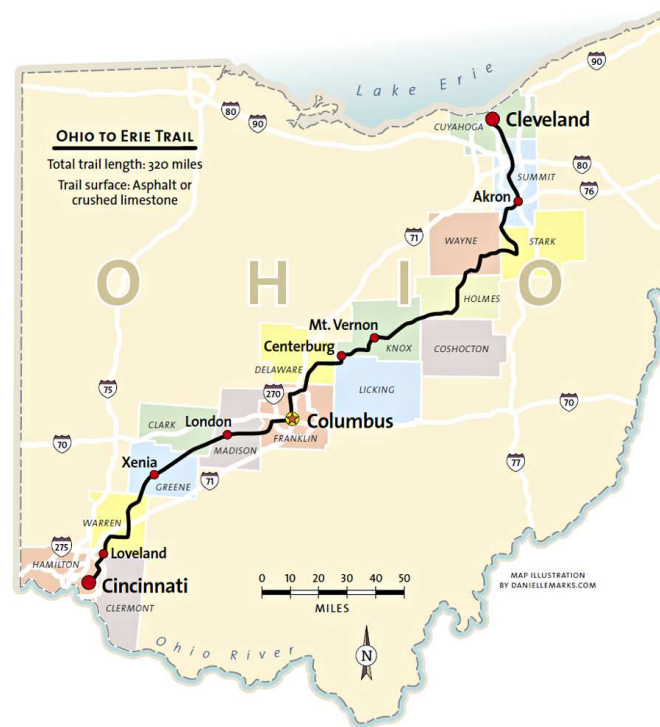 Lake Erie
90
OHIO TO ERIE TRAIL
Total trail length: 320 miles
Trail surface: Asphalt or
crushed limestone
80
90
CUYAHOGA
Cleveland
SUMMIT
80
76
Akron
71
WAYNE
STARK
OHIO
HOLMES
Mt. Vernon
Centerburg
KNOX
COSHOCTON
DELAWARE
LICKING
75
270
70
CLARK
London
Columbus
MADISON
FRANKLIN
70
Xenia
77
GREENE
71
WARREN
275
Loveland
HAMILTON
Cincinnati
CLERMONT
0 10 20 30 40 50
MILES
MAP ILLUSTRATION
BY DANIELLEMARKS.COM
Ohio River
N